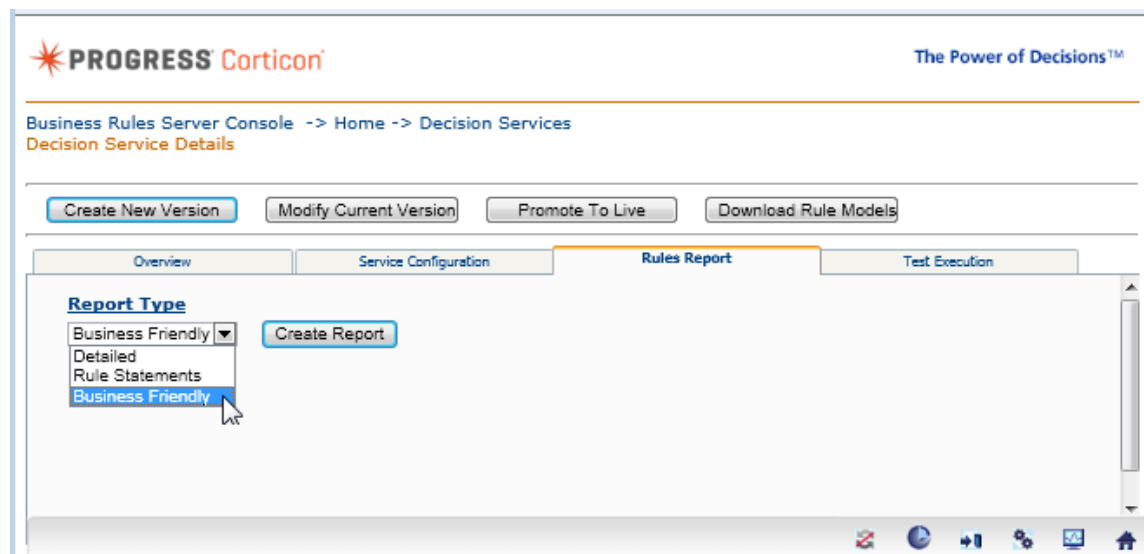 PROGRESS Corticon
The Power of Decisions™
Business Rules Server Console -> Home -> Decision Services
Decision Service Details
Create New Version
Modify Current Version
Promote To Live
Download Rule Models
Overview
Service Configuration
Rules Report
Test Execution
Report Type
Business Friendly
Create Report
Detailed
Rule Statements
Business Friendly